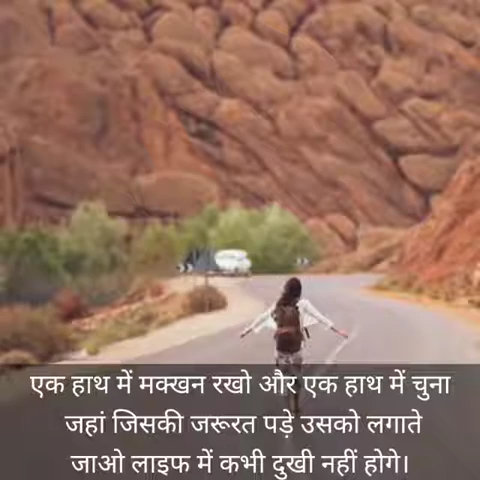 एक हाथ में मक्खन रखो और एक हाथ में चुना
जहां जिसकी जरूरत पड़े उसको लगाते
जाओ लाइफ में कभी दुखी नहीं होगे।